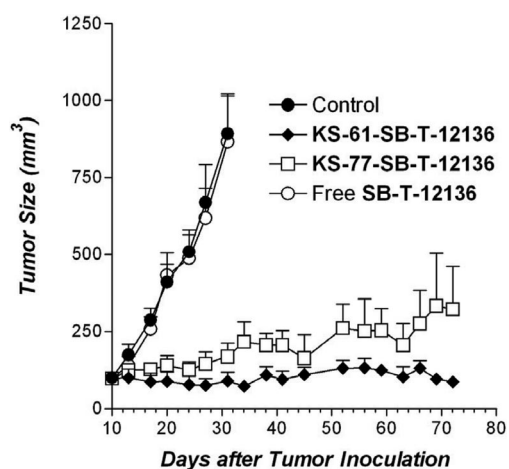 1250
1000
750
500
250
0
10 20 30 40 50 60 70 80
Tumor Size (mm³)
Days after Tumor Inoculation
Control
KS-61-SB-T-12136
KS-77-SB-T-12136
Free SB-T-12136